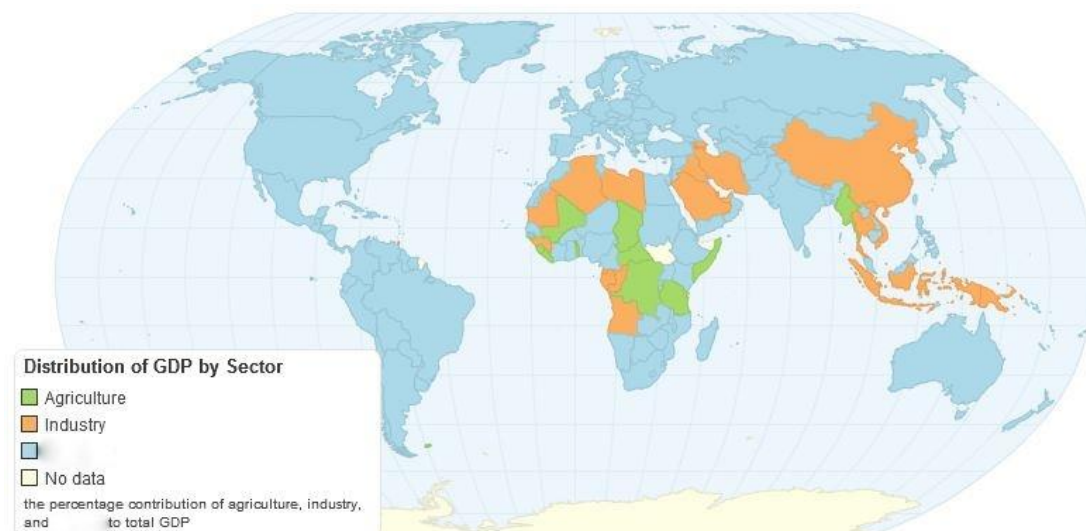 Distribution of GDP by Sector
Agriculture
Industry
No data
the percentage contribution of agriculture, industry,
and to total GDP